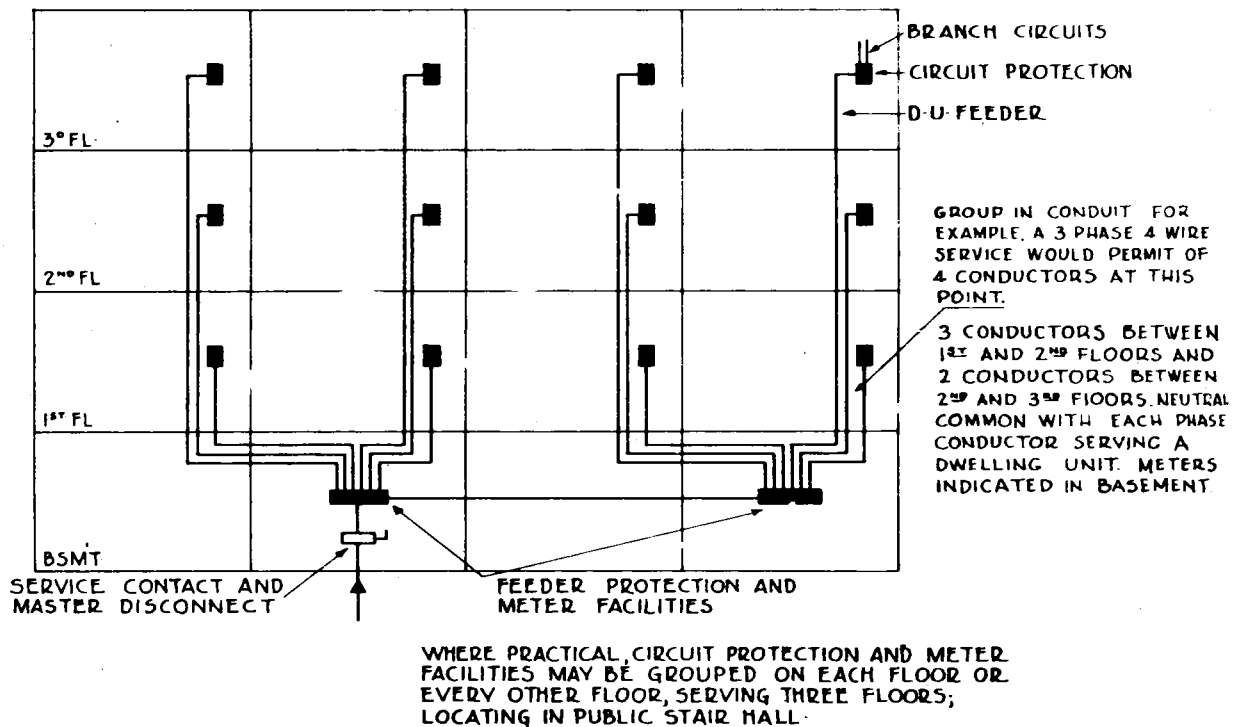 BRANCH CIRCUITS
CIRCUIT PROTECTION
D·U·FEEDER
3D FL·
GROUP IN CONDUIT FOR
EXAMPLE, A 3 PHASE 4 WIRE
SERVICE WOULD PERMIT OF
4 CONDUCTORS AT THIS
POINT.
2ND FL
3 CONDUCTORS BETWEEN
1ST AND 2ND FLOORS AND
2 CONDUCTORS BETWEEN
2ND AND 3RD FLOORS. NEUTRAL
COMMON WITH EACH PHASE
CONDUCTOR SERVING A
DWELLING UNIT. METERS
INDICATED IN BASEMENT
1ST FL
BSM'T
SERVICE CONTACT AND
MASTER DISCONNECT
FEEDER PROTECTION AND
METER FACILITIES
WHERE PRACTICAL, CIRCUIT PROTECTION AND METER
FACILITIES MAY BE GROUPED ON EACH FLOOR OR
EVERY OTHER FLOOR, SERVING THREE FLOORS;
LOCATING IN PUBLIC STAIR HALL·